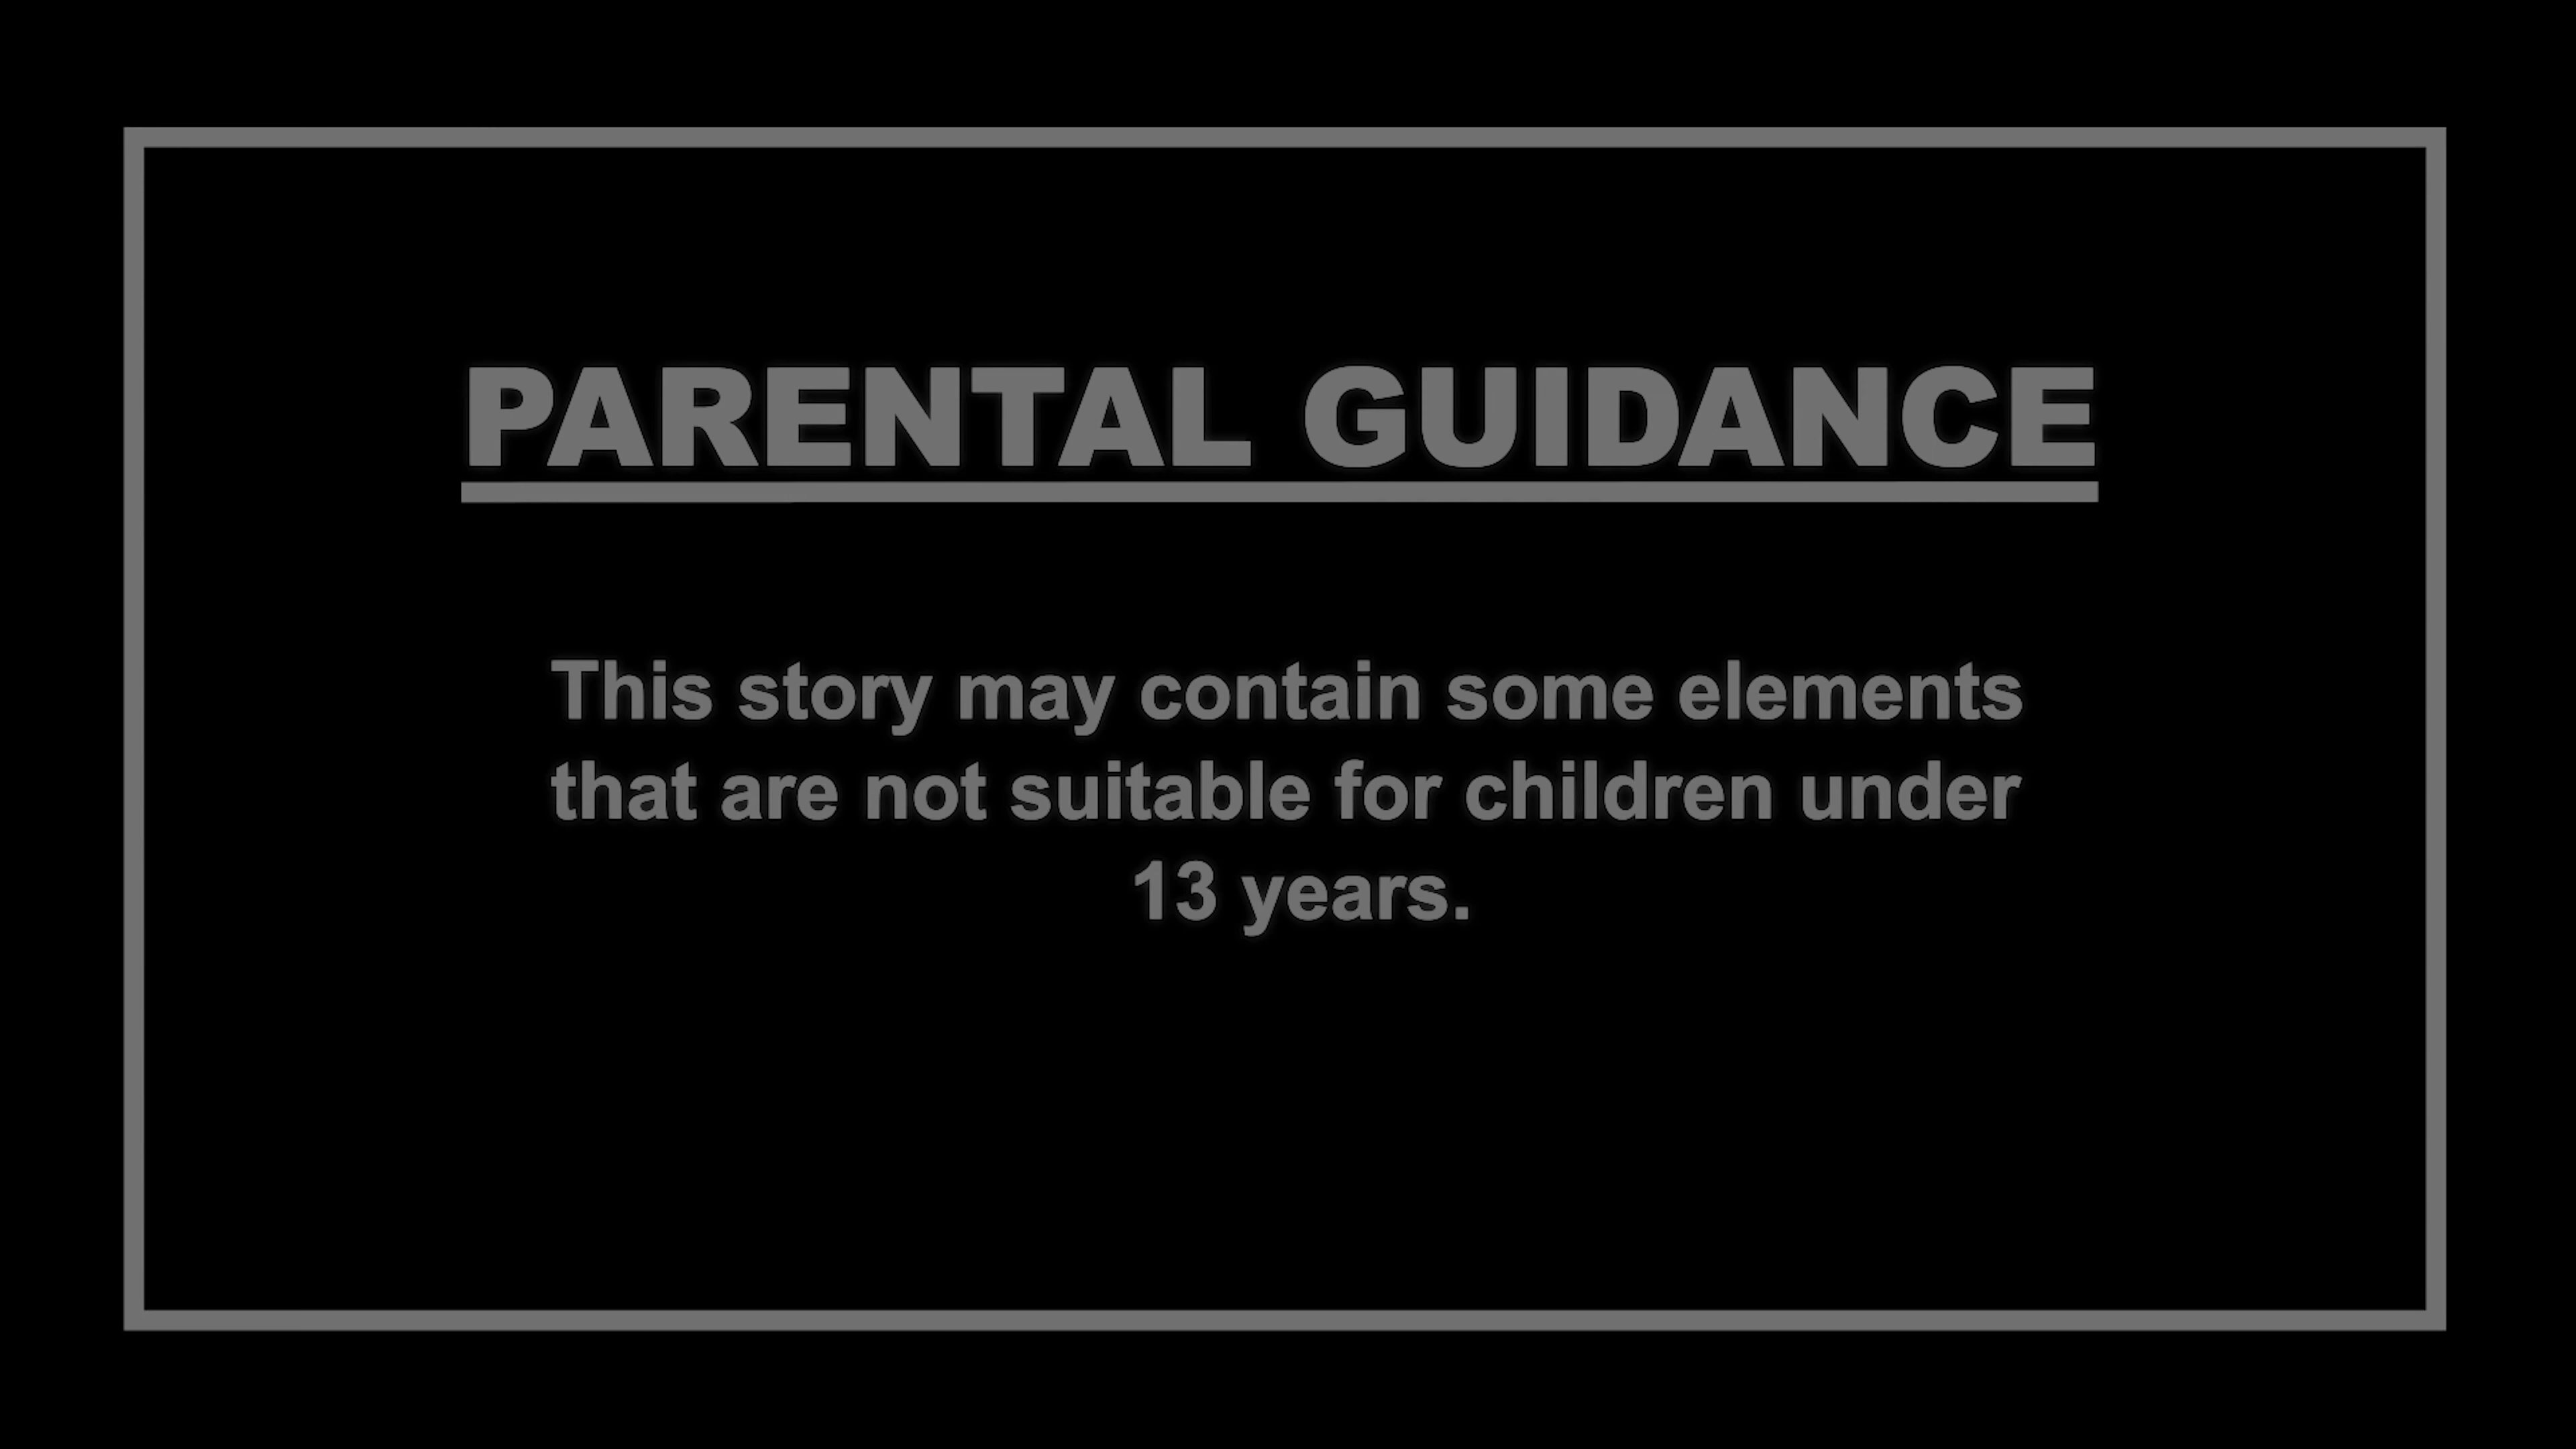 PARENTAL GUIDANCE
This story may contain some elements
that are not suitable for children under
13 years.